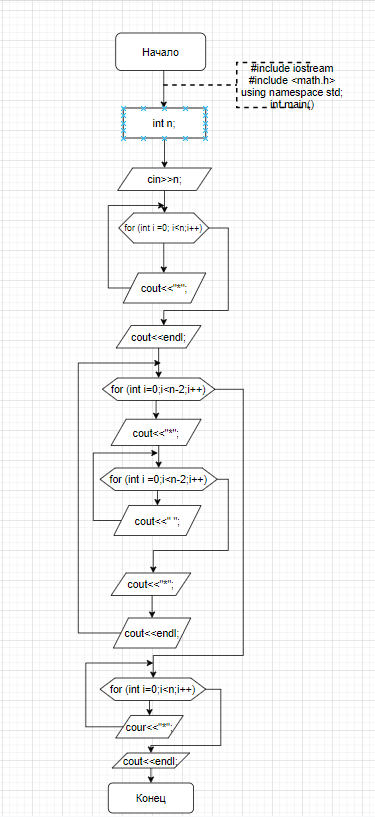 Начало
#include iostream
#include <math.h>
using namespace std;
int main()
int n;
cin>>n;
for (int i =0; i<n;i++)
cout<<"*";
cout<<endl;
for (int i=0;i<n-2;i++)
cout<<"*";
for (int i =0;i<n-2;i++)
cout<<" ";
cout<<"*";
cout<<endl;
for (int i=0;i<n;i++)
cour<<"*";
cout<<endl;
Конец